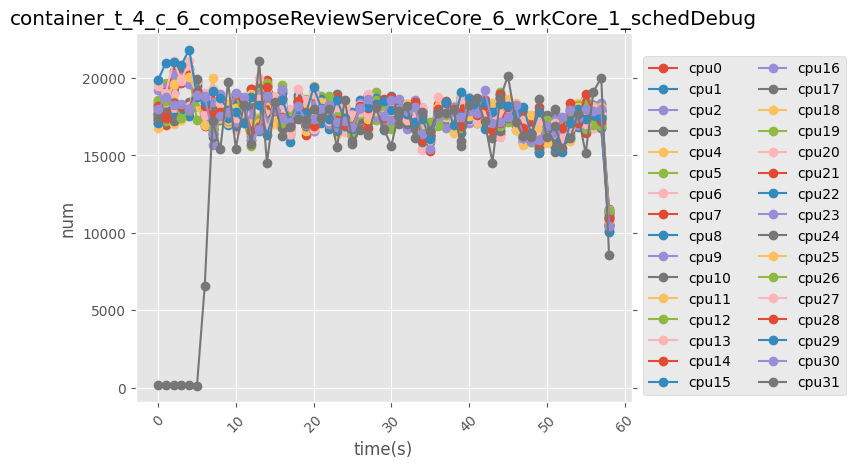 container_t_4_c_6_composeReviewServiceCore_6_wrkCore_1_schedDebug
num
20000
15000
10000
5000
0
0
10
20
30
40
50
60
time(s)
cpu0
cpu1
cpu2
cpu3
cpu4
cpu5
cpu6
cpu7
cpu8
cpu9
cpu10
cpu11
cpu12
cpu13
cpu14
cpu15
cpu16
cpu17
cpu18
cpu19
cpu20
cpu21
cpu22
cpu23
cpu24
cpu25
cpu26
cpu27
cpu28
cpu29
cpu30
cpu31